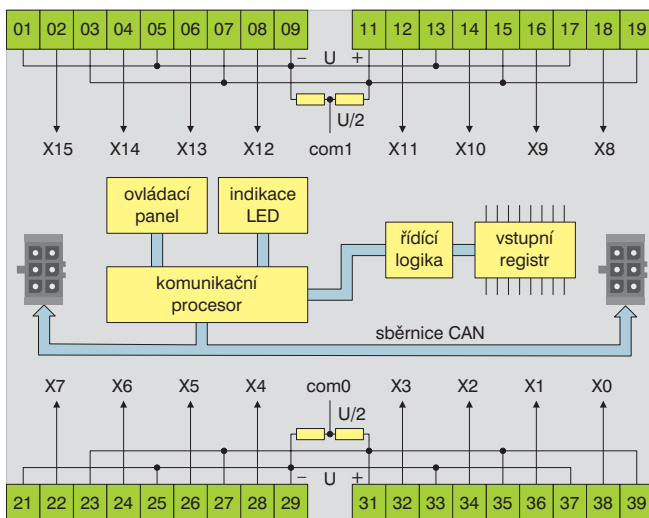 01 02 03 04 05 06 07 08 09 11 12 13 14 15 16 17 18 19
– U +
U/2
X15 X14 X13 X12 com1 X11 X10 X9 X8
ovládací
panel
indikace
LED
řídící
logika
vstupní
registr
komunikační
procesor
sběrnice CAN
X7 X6 X5 X4 com0 X3 X2 X1 X0
U/2
– U +
21 22 23 24 25 26 27 28 29 31 32 33 34 35 36 37 38 39